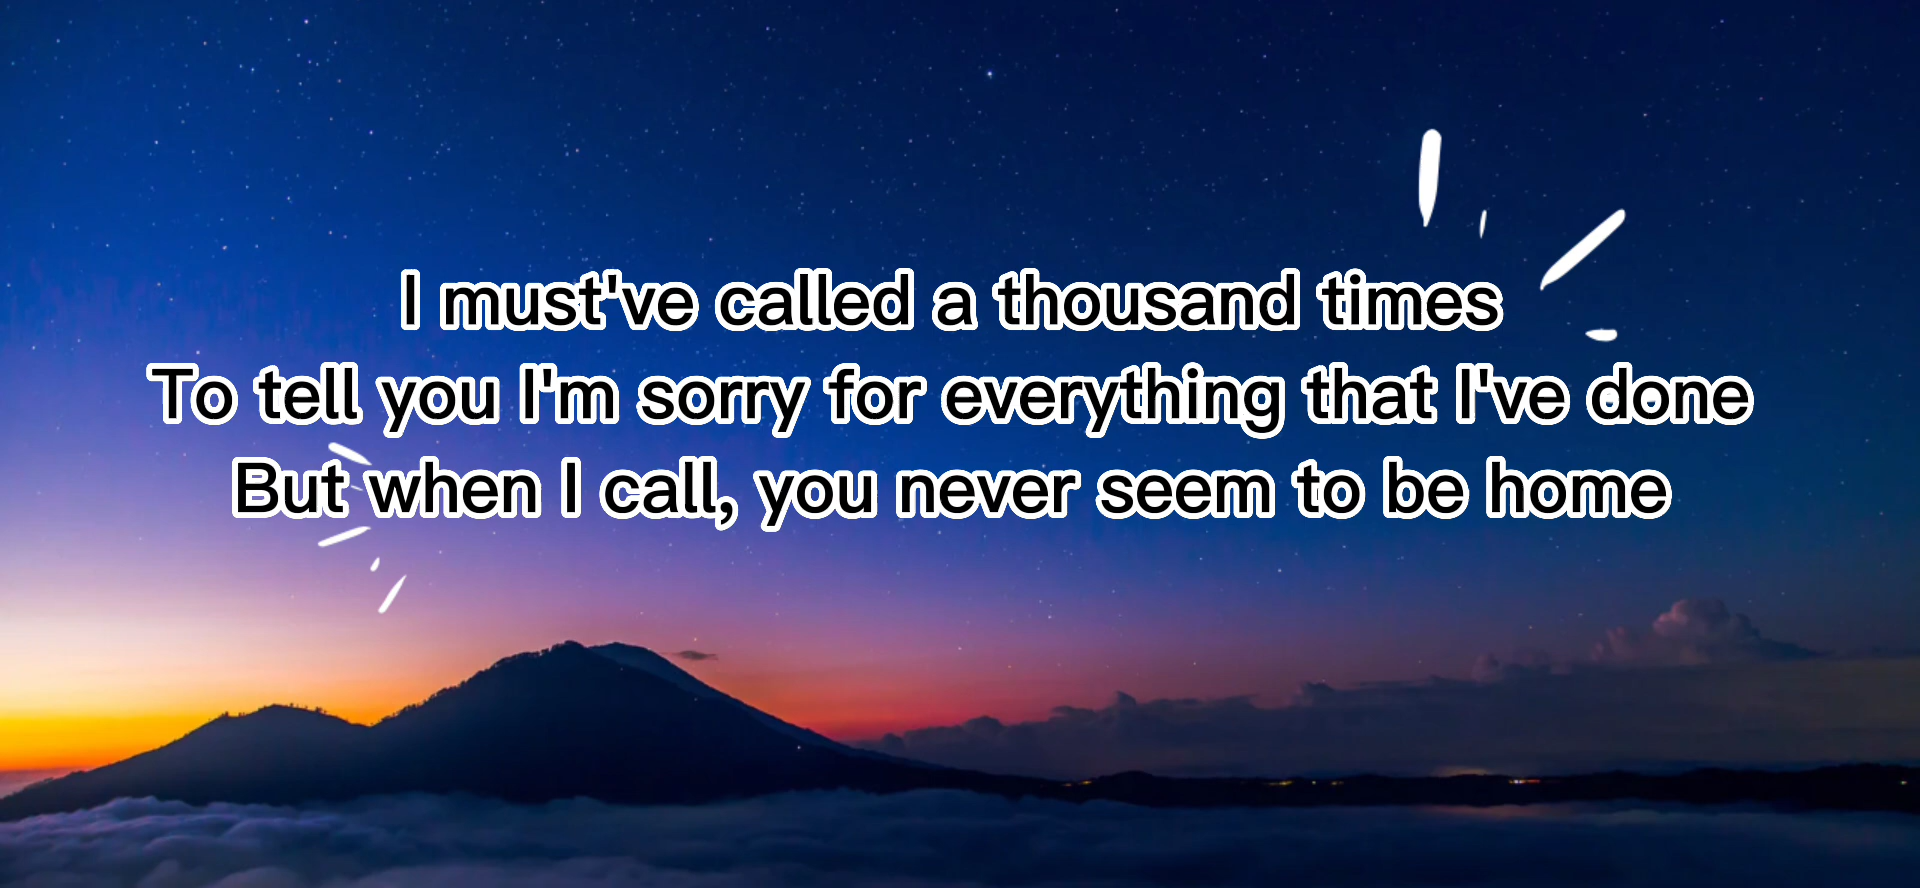 I must've called a thousand times
To tell you I'm sorry for everything that I've done
But when I call, you never seem to be home